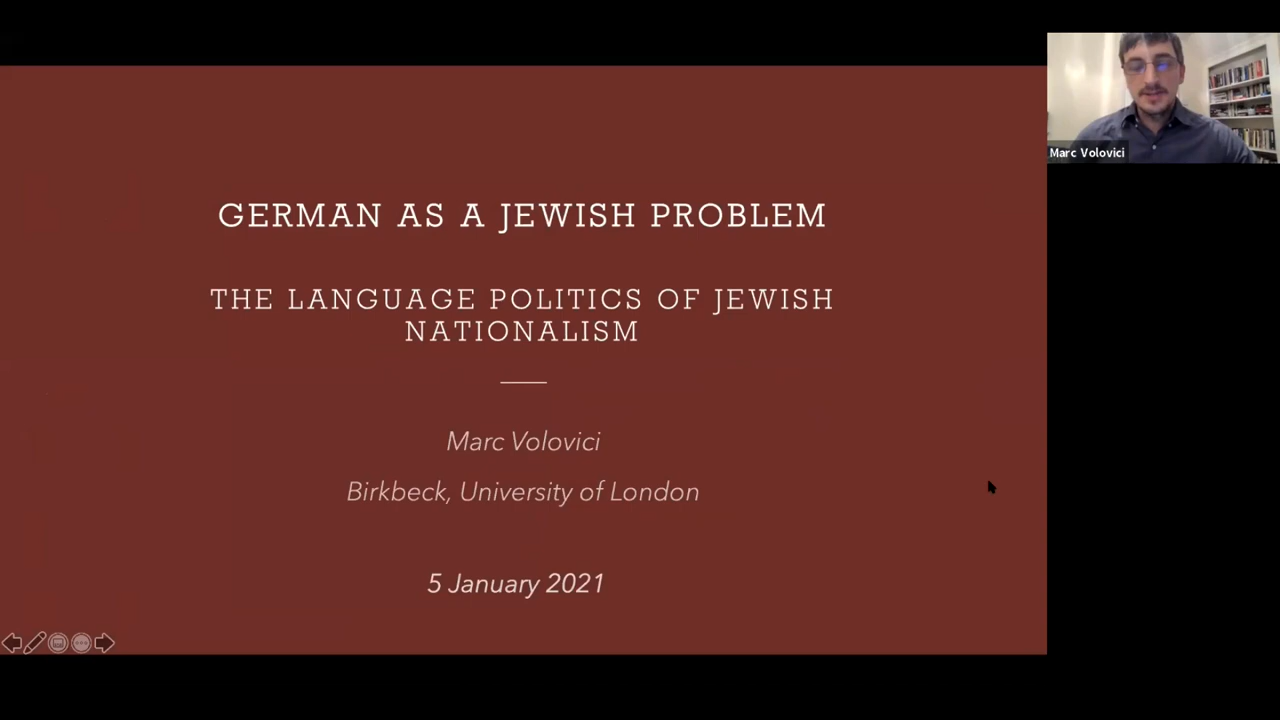 GERMAN AS A JEWISH PROBLEM
THE LANGUAGE POLITICS OF JEWISH
NATIONALISM
Marc Volovici
Birkbeck, University of London
5 January 2021
Marc Volovici